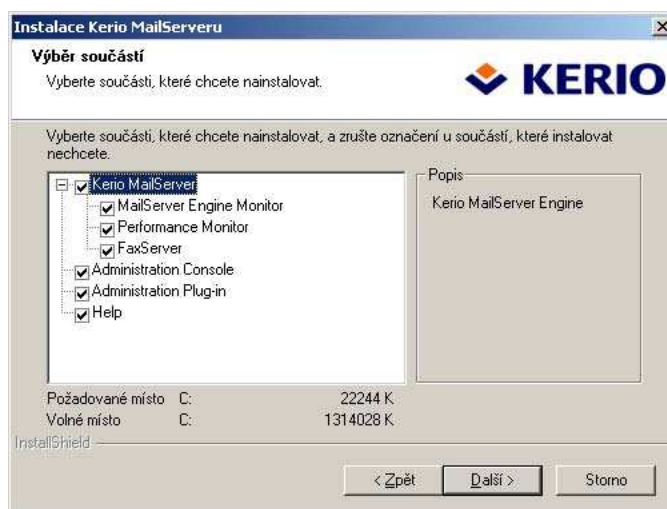 Instalace Kerio MailServeru
Výběr součástí
Vyberte součásti, které chcete nainstalovat.
KERIO
Vyberte součásti, které chcete nainstalovat, a zrušte označení u součástí, které instalovat
nechcete.
Kerio MailServer
MailServer Engine Monitor
Performance Monitor
FaxServer
Administration Console
Administration Plug-in
Help
Popis
Kerio MailServer Engine
Požadované místo C: 22244 K
Volné místo C: 1314028 K
InstallShield
< Zpět Další > Storno